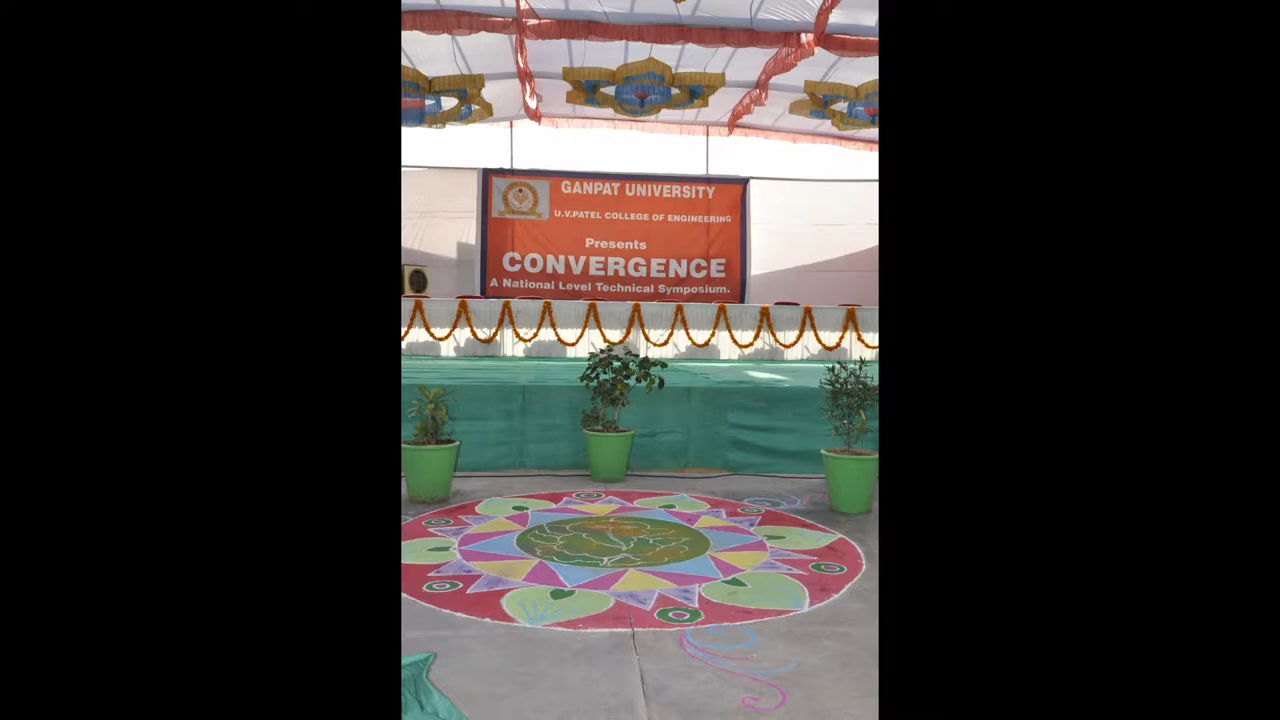 GANPAT UNIVERSITY
U.V.PATEL COLLEGE OF ENGINEERING
Presents
CONVERGENCE
A National Level Technical Symposium.